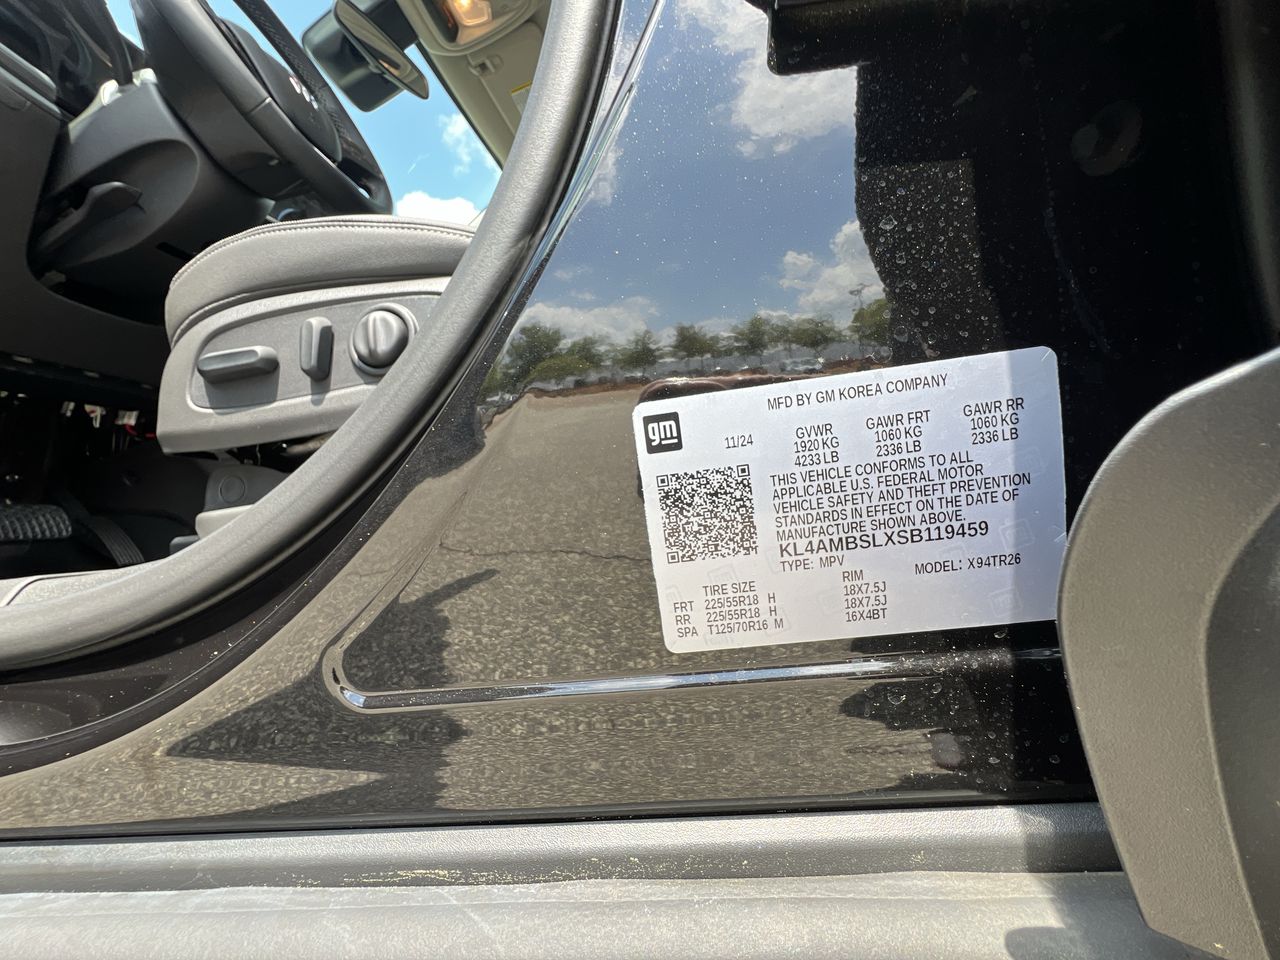 MFD BY GM KOREA COMPANY
gm
11/24
GVWR GAWR FRT GAWR RR
1920 KG 1060 KG 1060 KG
4233 LB 2336 LB 2336 LB
THIS VEHICLE CONFORMS TO ALL
APPLICABLE U.S. FEDERAL MOTOR
VEHICLE SAFETY AND THEFT PREVENTION
STANDARDS IN EFFECT ON THE DATE OF
MANUFACTURE SHOWN ABOVE.
KL4AMBSLXSB119459
TYPE: MPV MODEL: X94TR26
TIRE SIZE RIM
FRT 225/55R18 H 18X7.5J
RR 225/55R18 H 18X7.5J
SPA T125/70R16 M 16X4BT